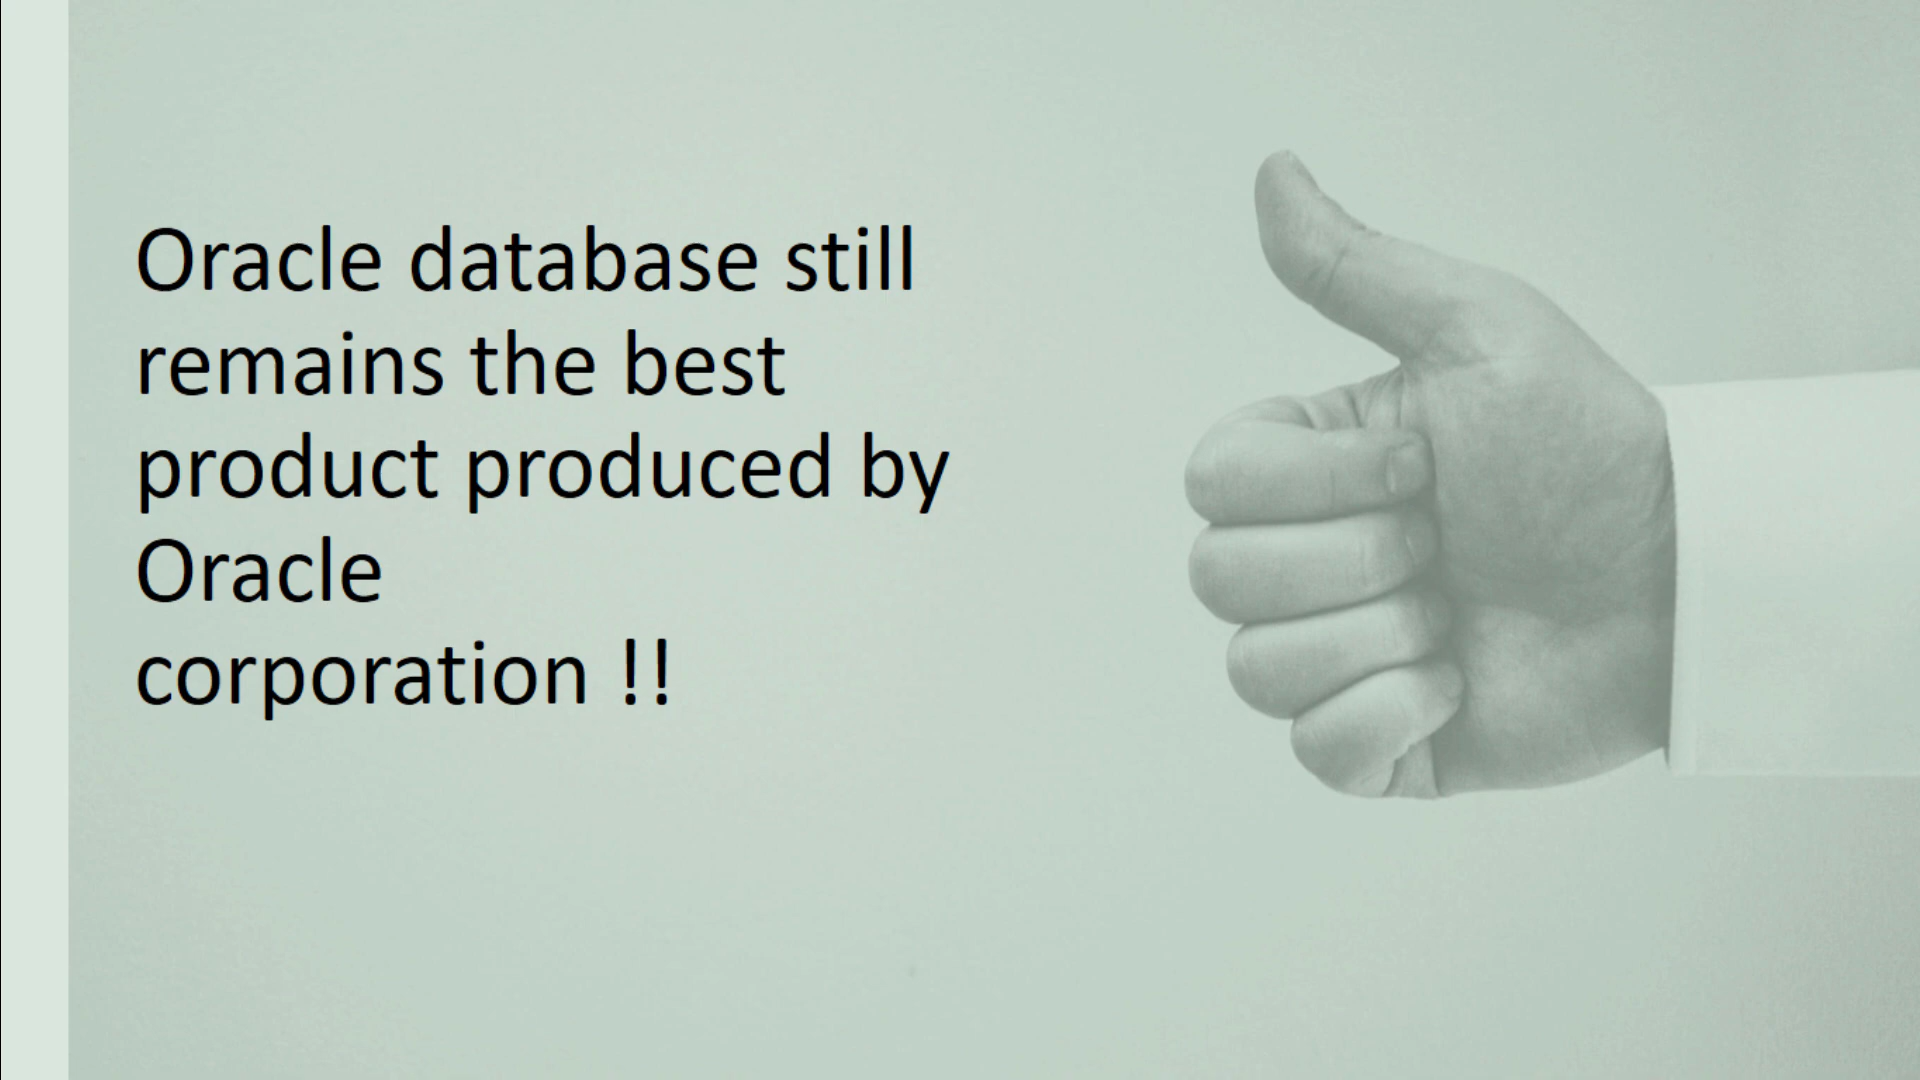 Oracle database still
remains the best
product produced by
Oracle
corporation !!